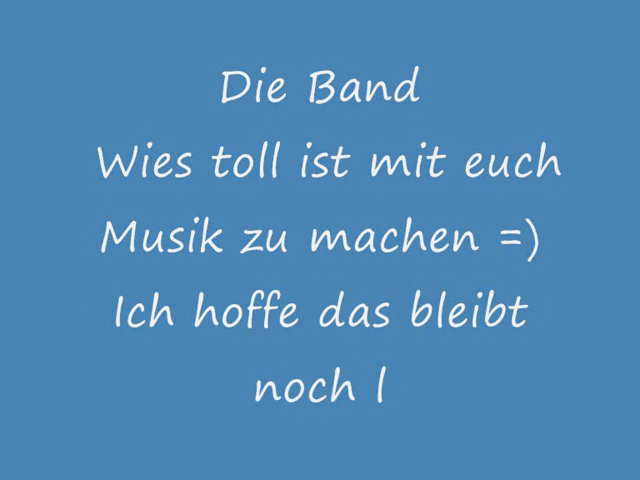 Die Band
Wies toll ist mit euch
Musik zu machen =)
Ich hoffe das bleibt
noch l